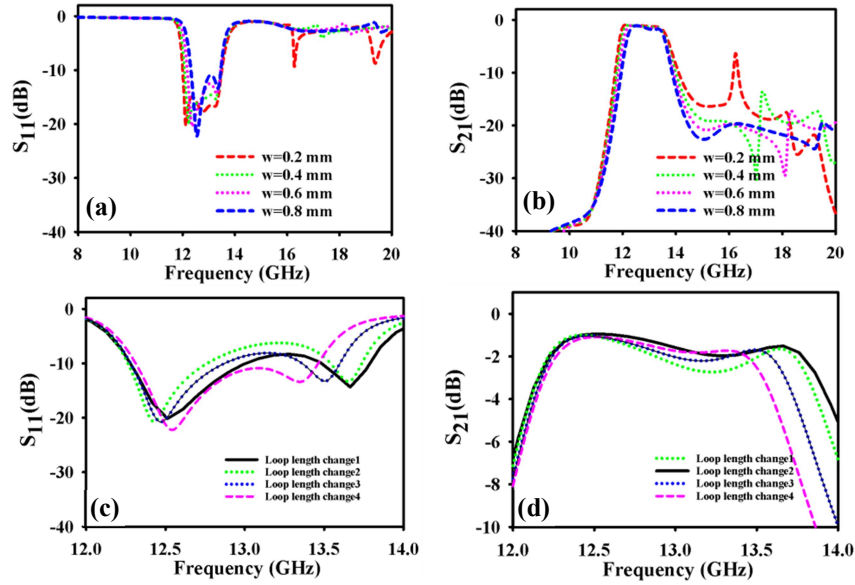 0
-10
-20
-30
-40
S11(dB)
w=0.2 mm
w=0.4 mm
w=0.6 mm
w=0.8 mm
(a)
8 10 12 14 16 18 20
Frequency (GHz)
0
-10
-20
-30
-40
S21(dB)
w=0.2 mm
w=0.4 mm
w=0.6 mm
w=0.8 mm
(b)
8 10 12 14 16 18 20
Frequency (GHz)
0
-10
-20
-30
-40
S11(dB)
Loop length change1
Loop length change2
Loop length change3
Loop length change4
(c)
12.0 12.5 13.0 13.5 14.0
Frequency (GHz)
0
-2
-4
-6
-8
-10
S21(dB)
Loop length change1
Loop length change2
Loop length change3
Loop length change4
(d)
12.0 12.5 13.0 13.5 14.0
Frequency (GHz)